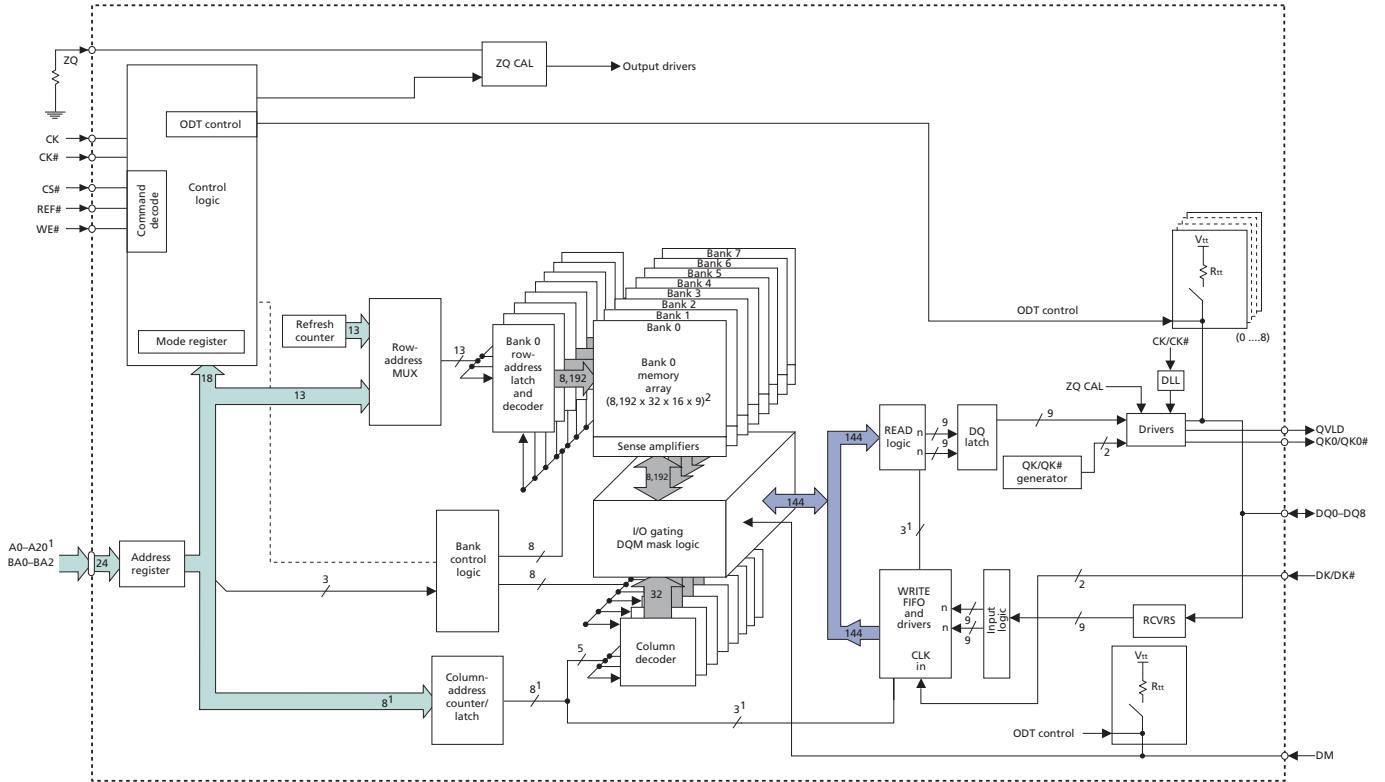 ZQ
ZQ CAL
Output drivers
ODT control
CK
CK#
CS#
REF#
WE#
Command
decode
Control
logic
Mode register
18
Refresh
counter
13
13
Row-
address
MUX
13
Bank 0
row-
address
latch
and
decoder
8,192
Bank 7
Bank 6
Bank 5
Bank 4
Bank 3
Bank 2
Bank 1
Bank 0
Bank 0
memory
array
(8,192 x 32 x 16 x 9)2
Sense amplifiers
8,192
I/O gating
DQM mask logic
32
Column
decoder
144
144
144
READ
logic
n
n
9
9
DQ
latch
9
ODT control
Vtt
Rtt
(0 ....8)
CK/CK#
DLL
ZQ CAL
Drivers
2
QK/QK#
generator
QVLD
QK0/QK0#
DQ0–DQ8
A0–A201
BA0–BA2
24
Address
register
3
Bank
control
logic
8
8
81
Column-
address
counter/
latch
81
5
31
31
WRITE
FIFO
and
drivers
CLK
in
n
n
9
9
Input
logic
9
RCVRS
2
DK/DK#
Vtt
Rtt
ODT control
DM